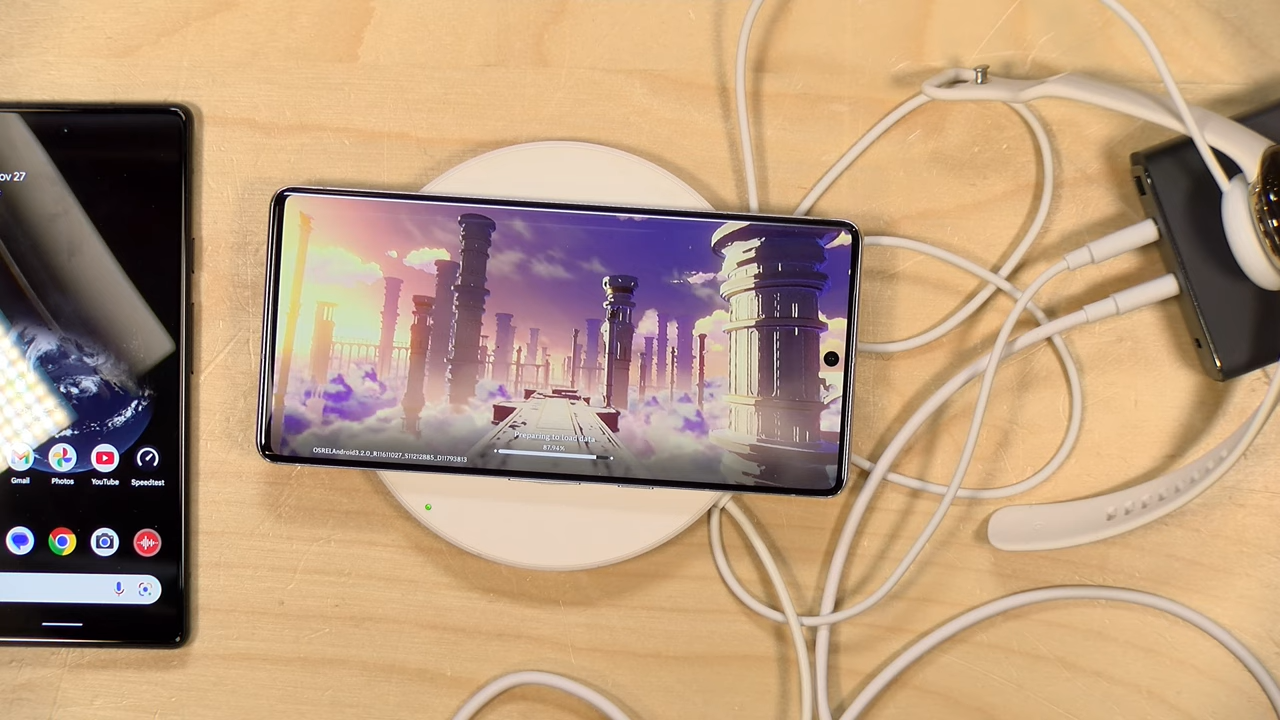 ov 27
Gmail
Photos
YouTube
Speedtest
Preparing to load data
87.94%
OSRELAndroid3.2.0_R11611027_S11212885_D11793813